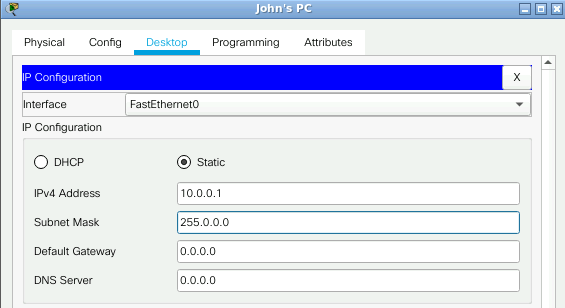 John's PC
Physical Config Desktop Programming Attributes
IP Configuration X
Interface FastEthernet0
IP Configuration
DHCP Static
IPv4 Address 10.0.0.1
Subnet Mask 255.0.0.0
Default Gateway 0.0.0.0
DNS Server 0.0.0.0